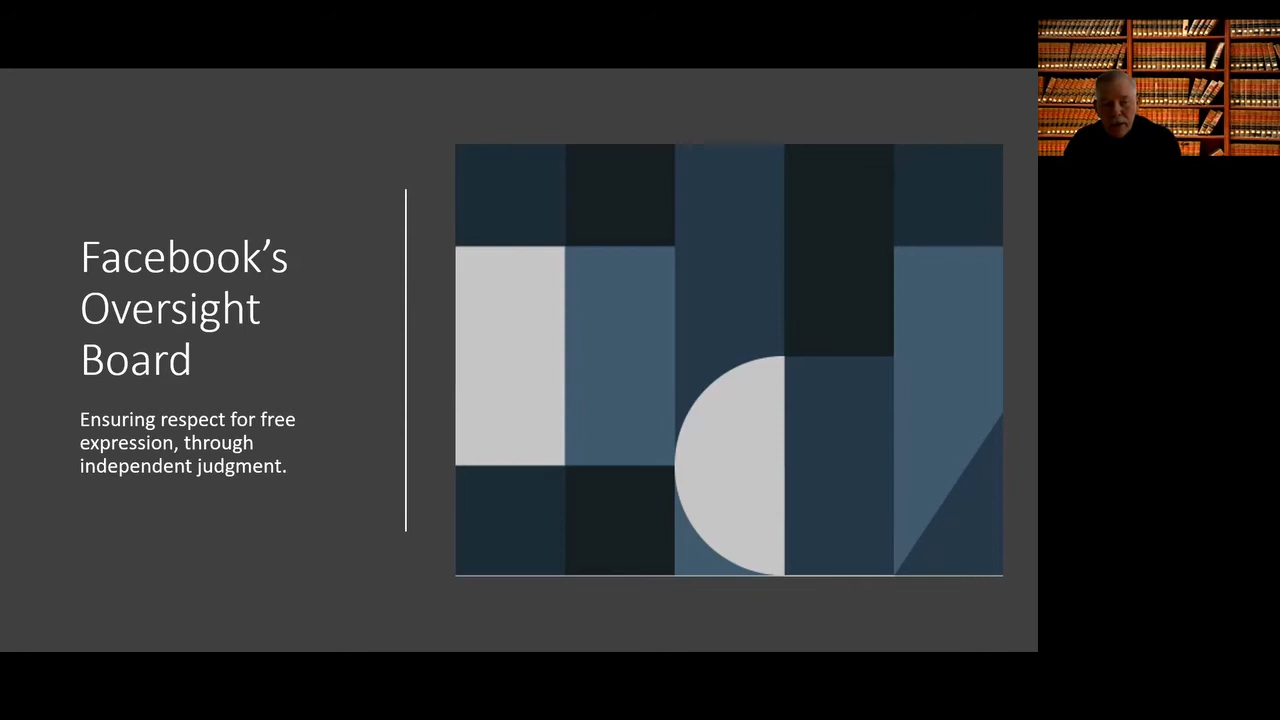 Facebook’s
Oversight
Board
Ensuring respect for free
expression, through
independent judgment.